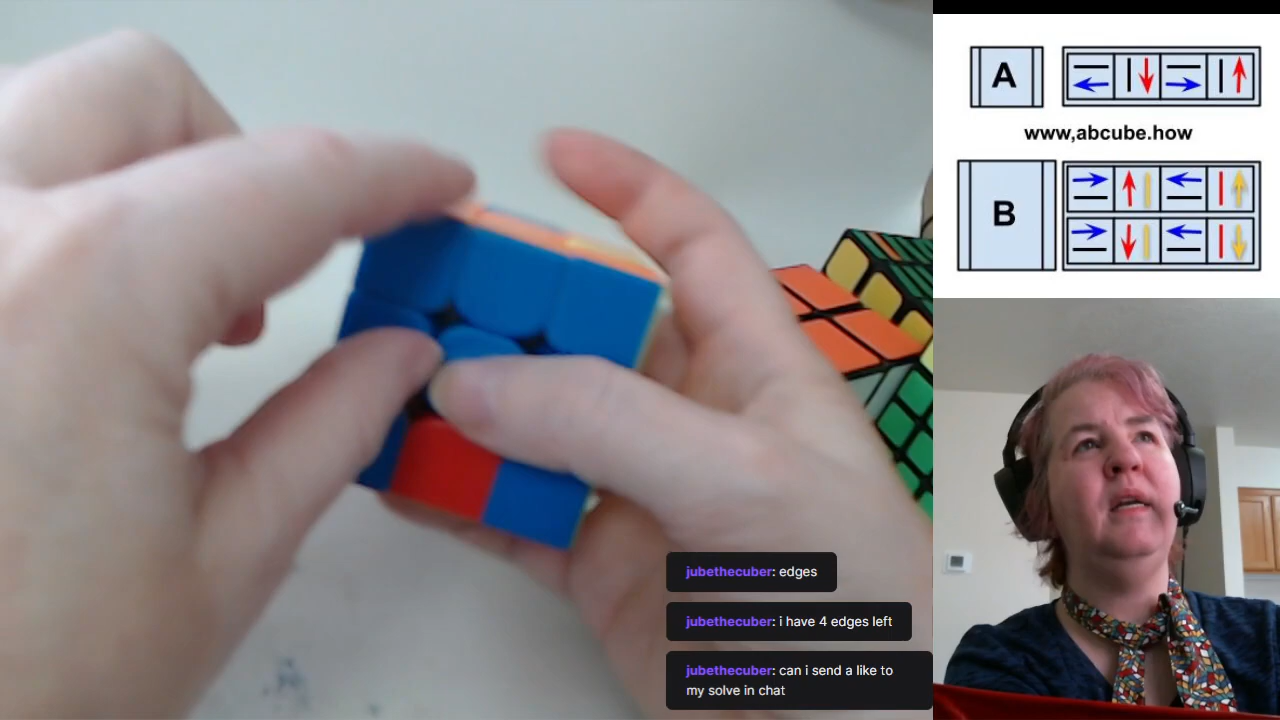 A
www,abcube.how
B
jubethecuber: edges
jubethecuber: i have 4 edges left
jubethecuber: can i send a like to
my solve in chat